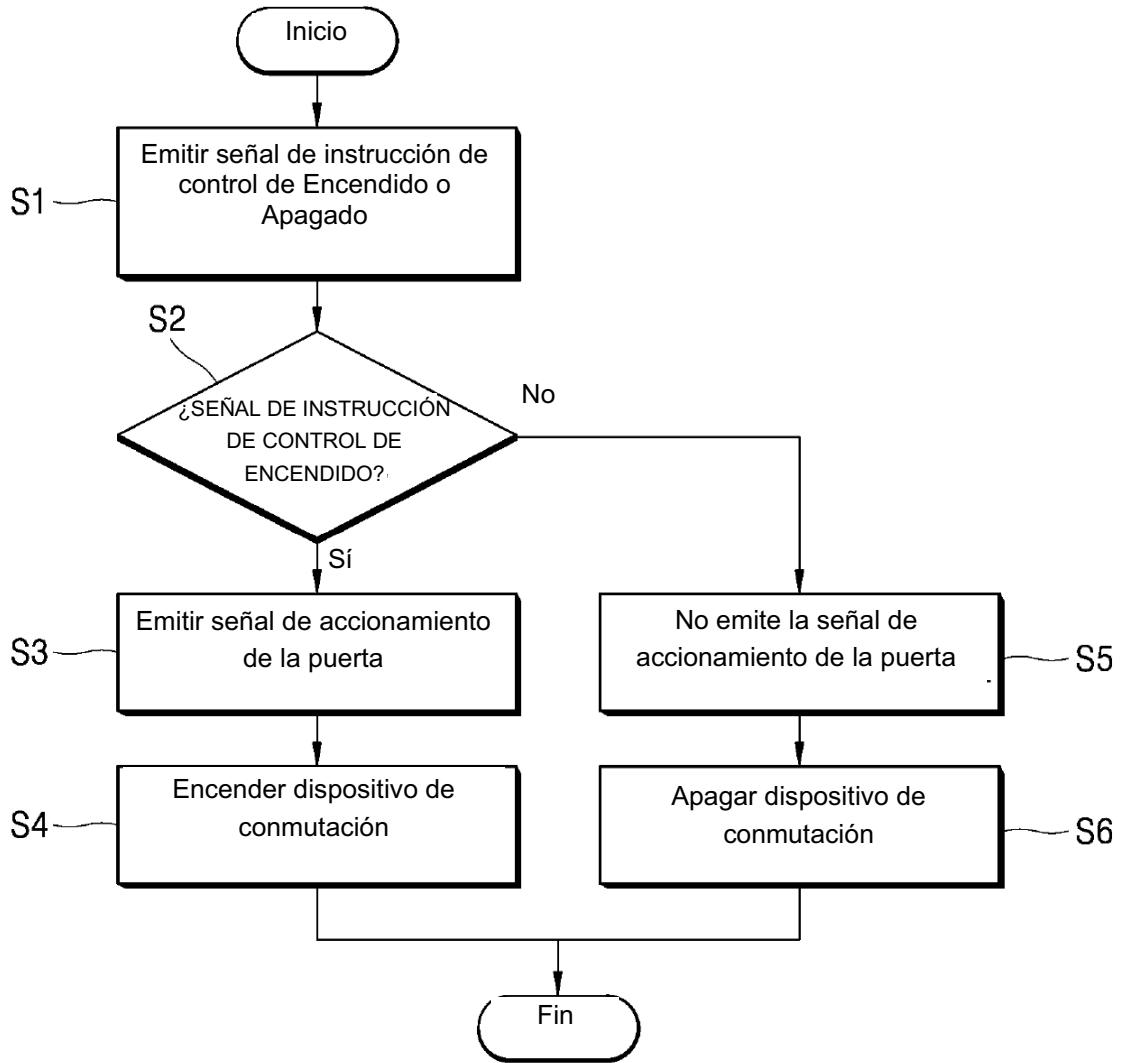 Inicio
Emitir señal de instrucción de
control de Encendido o
Apagado
S1
S2
¿SEÑAL DE INSTRUCCIÓN
DE CONTROL DE
ENCENDIDO?
No
Sí
Emitir señal de accionamiento
de la puerta
S3
No emite la señal de
accionamiento de la puerta
S5
Encender dispositivo de
conmutación
S4
Apagar dispositivo de
conmutación
S6
Fin